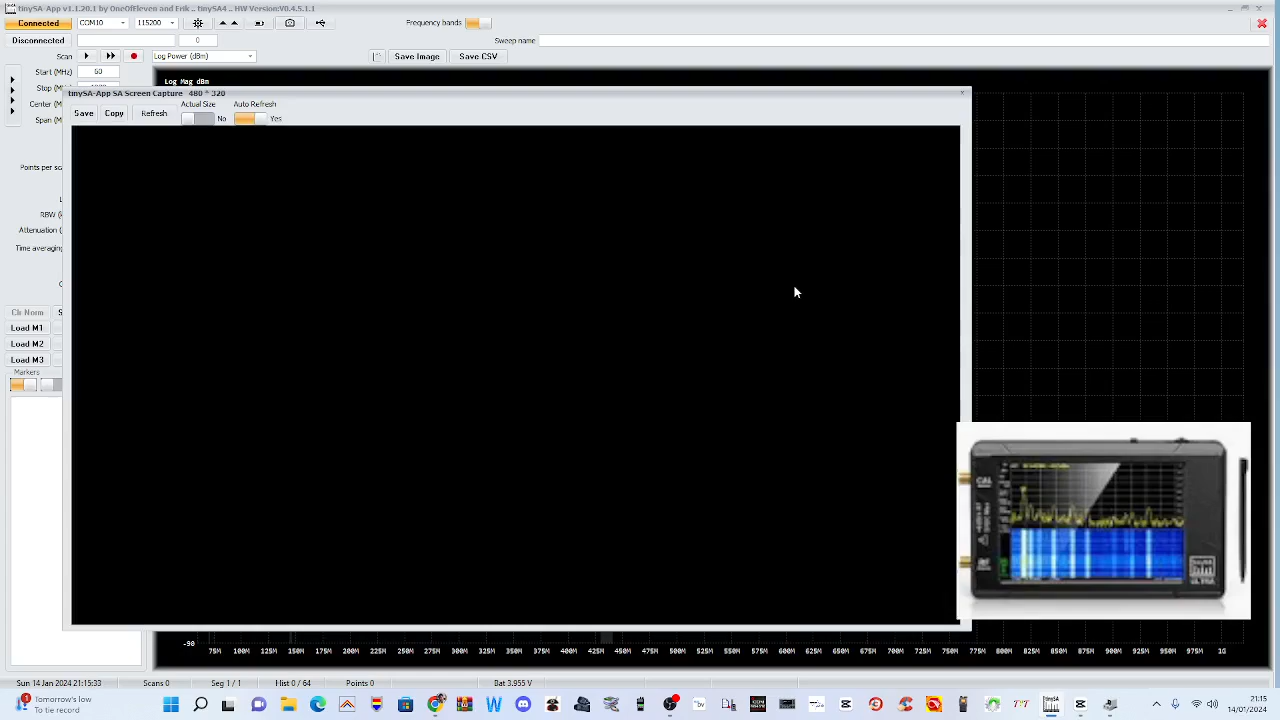 tinySA-App v1.1.20.1 by OneOfEleven and Erik .. tinySA4 .. HW Version:V0.4.5.1.1
Connected
COM10
115200
Frequency bands
Disconnected
0
Sweep name
Scan
Log Power (dBm)
Save Image
Save CSV
Start (MHz)
50
Log Mag dBm
Stop (M
Center (M
Span (M
tinySA-App SA Screen Capture 480 * 320
Save
Copy
Refresh
Actual Size
No
Auto Refresh
Yes
Points per sc
RBW (
Attenuation (
Time averagin
Clr Norm
Load M1
Load M2
Load M3
Markers
CAL
ULTRA
-90
75M 100M 125M 150M 175M 200M 225M 250M 275M 300M 325M 350M 375M 400M 425M 450M 475M 500M 525M 550M 575M 600M 625M 650M 675M 700M 725M 750M 775M 800M 825M 850M 875M 900M 925M 950M 975M 1G
Sun 14 Jan 2024 21:15:33
Scans 0
Seg 1 / 1
Hist 0 / 64
Points 0
Bat 3.955 V
Tomorrow's low
To tie record
21:15
14/01/2024